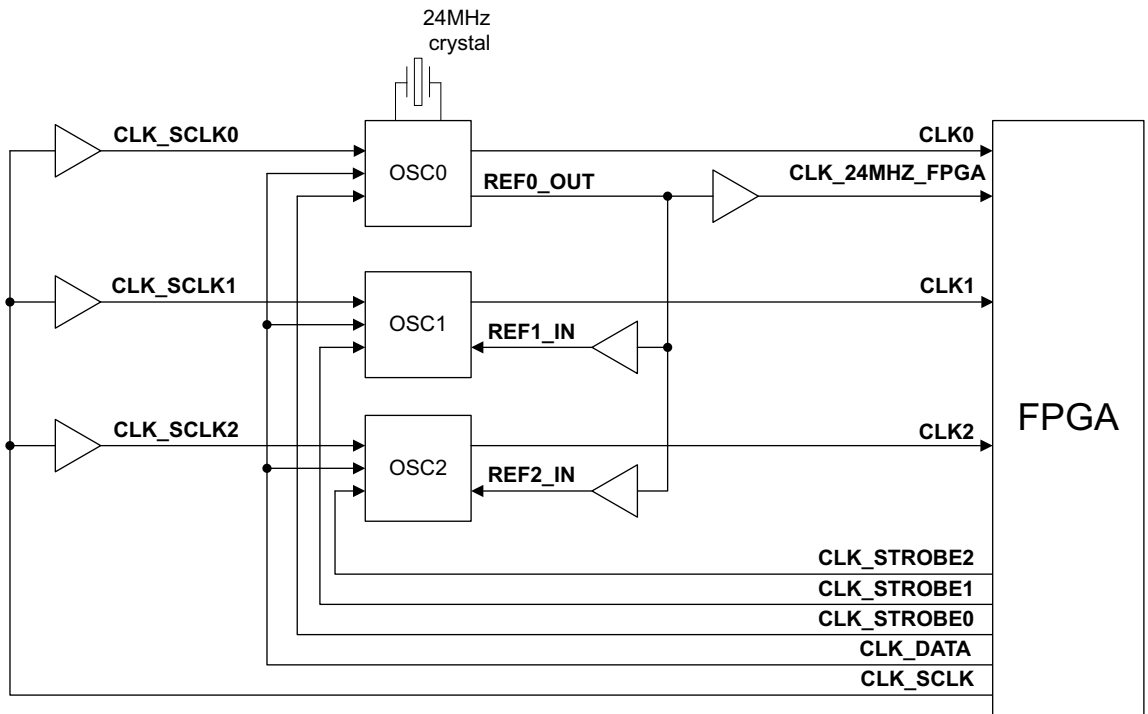 24MHz
crystal
CLK_SCLK0
CLK0
OSC0
REF0_OUT
CLK_24MHZ_FPGA
CLK_SCLK1
CLK1
OSC1
REF1_IN
FPGA
CLK_SCLK2
CLK2
OSC2
REF2_IN
CLK_STROBE2
CLK_STROBE1
CLK_STROBE0
CLK_DATA
CLK_SCLK